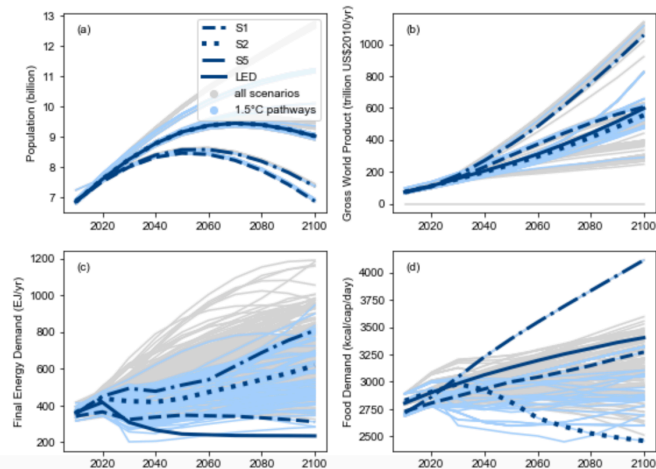 (a)
S1
S2
S5
LED
all scenarios
1.5°C pathways
Population (billion)
13
12
11
10
9
8
7
2020 2040 2060 2080 2100
(b)
Gross World Product (trillion US$2010/yr)
1000
800
600
400
200
0
2020 2040 2060 2080 2100
(c)
Final Energy Demand (EJ/yr)
1200
1000
800
600
400
200
2020 2040 2060 2080 2100
(d)
Food Demand (kcal/cap/day)
4000
3750
3500
3250
3000
2750
2500
2020 2040 2060 2080 2100